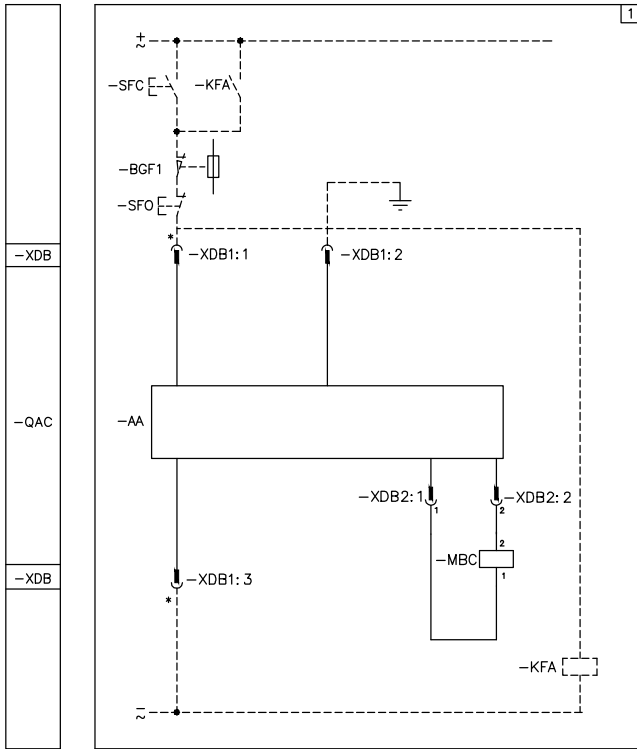 1
+
~
-SFC
-KFA
-BGF1
-SFO
*
-XDB
-XDB1:1
-XDB1:2
-QAC
-AA
-XDB2:1
-XDB2:2
1
2
2
-MBC
1
-XDB
-XDB1:3
*
-KFA
-
~